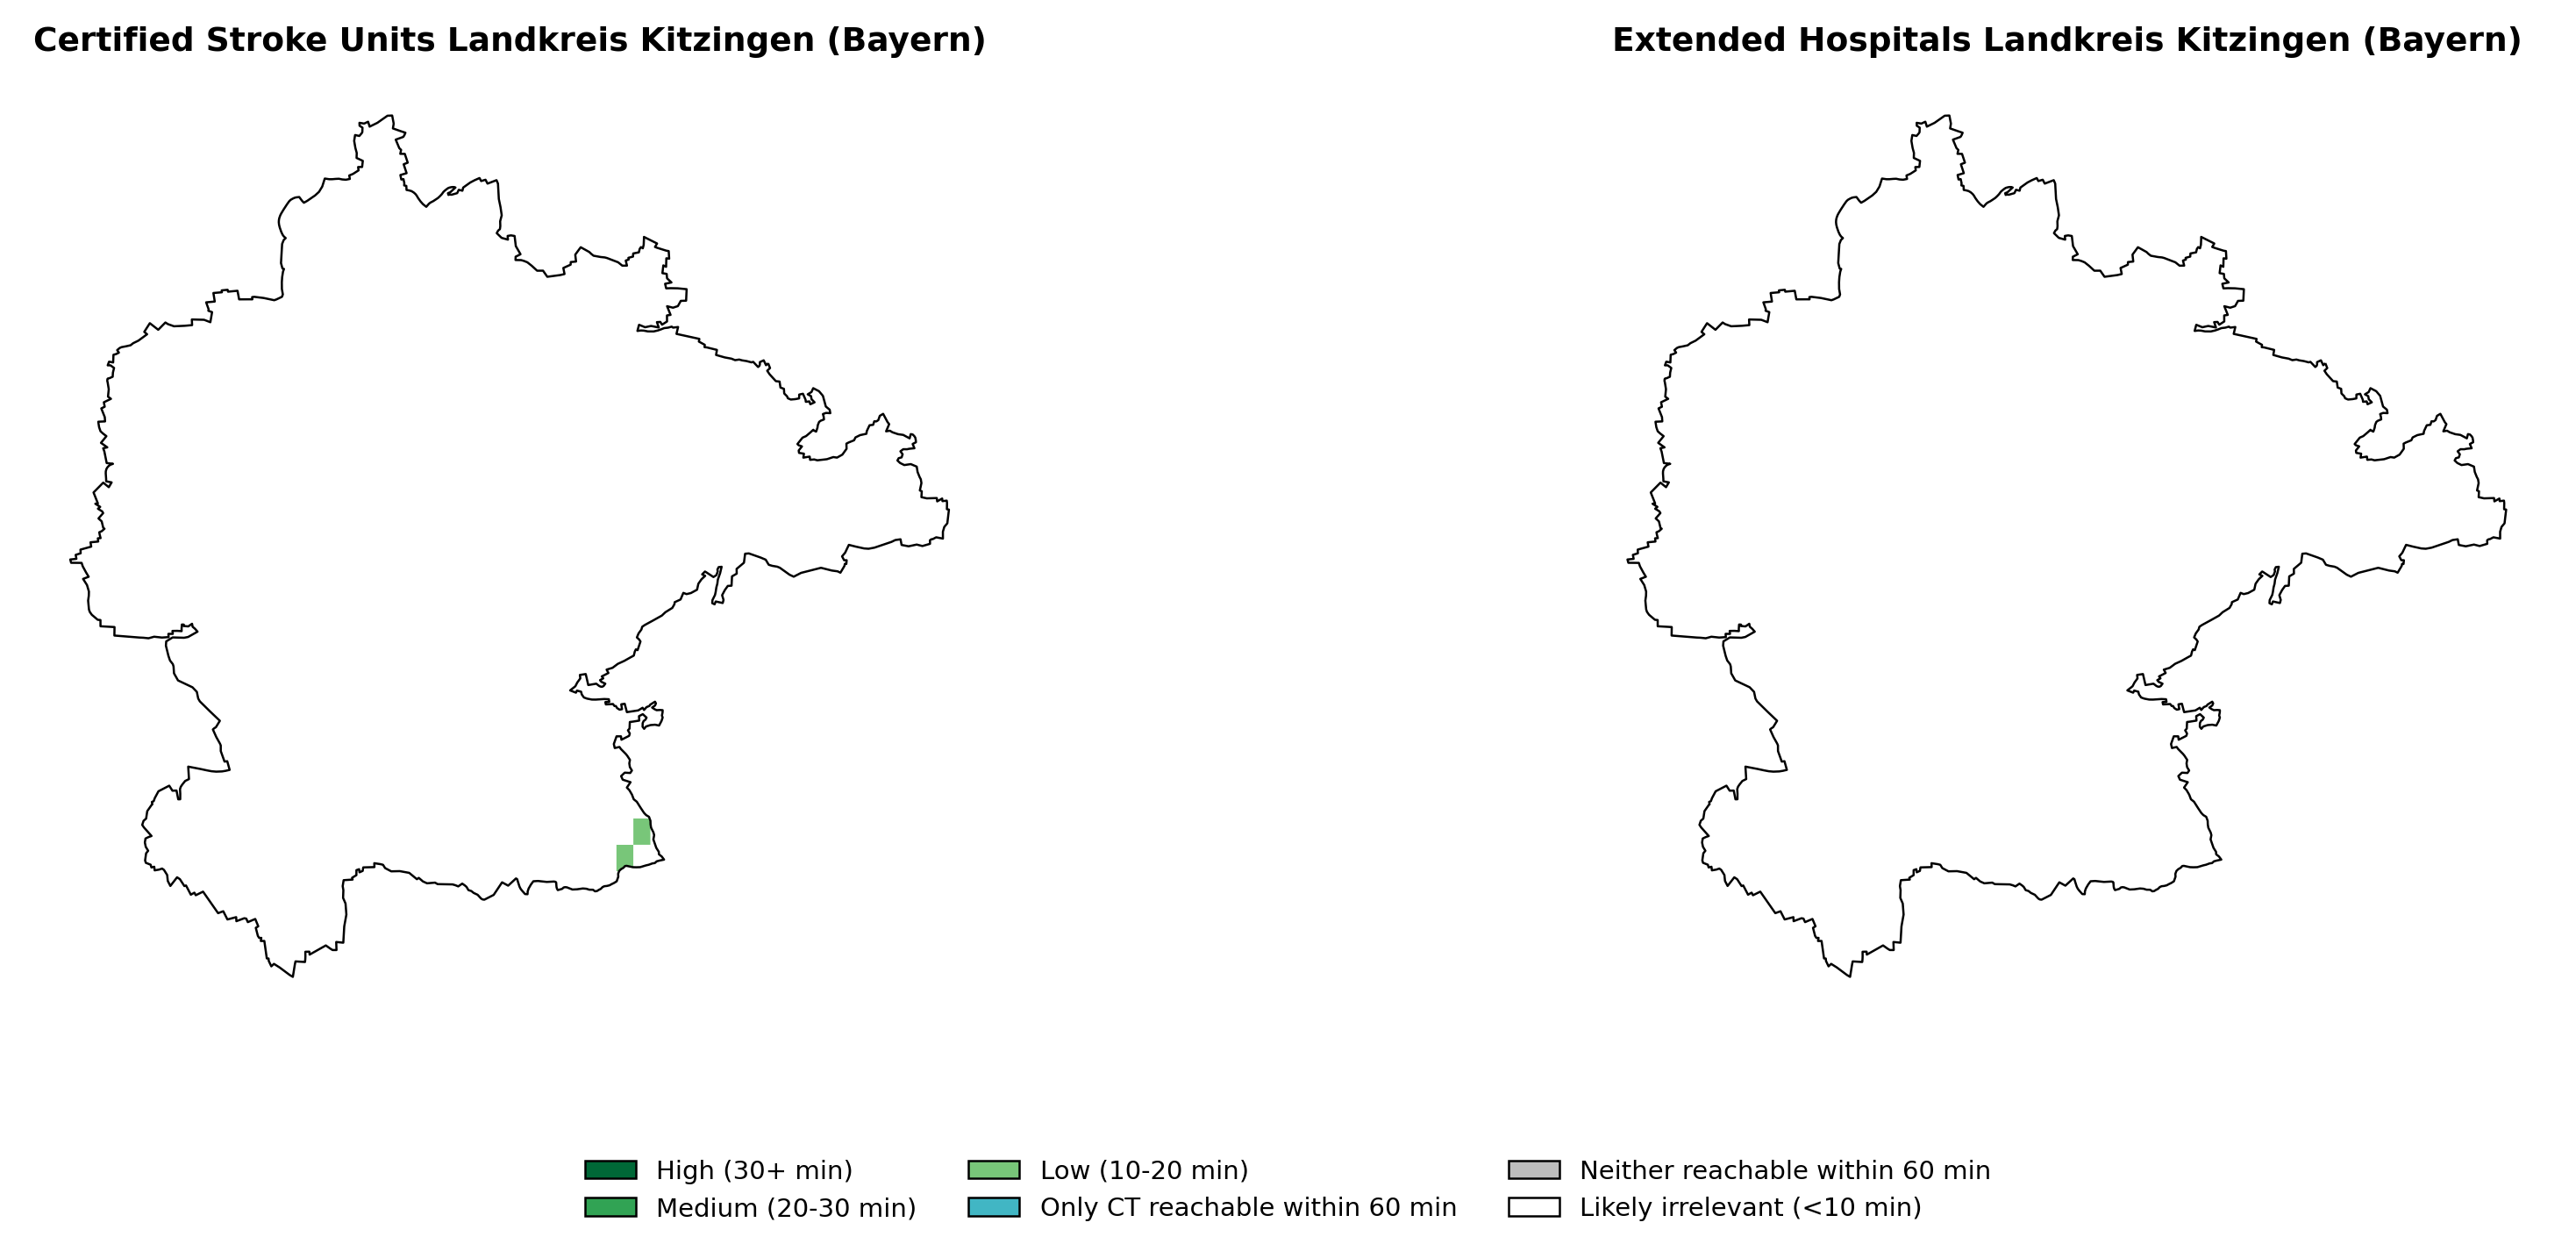 Certified Stroke Units Landkreis Kitzingen (Bayern)
Extended Hospitals Landkreis Kitzingen (Bayern)
High (30+ min)
Medium (20-30 min)
Low (10-20 min)
Only CT reachable within 60 min
Neither reachable within 60 min
Likely irrelevant (<10 min)